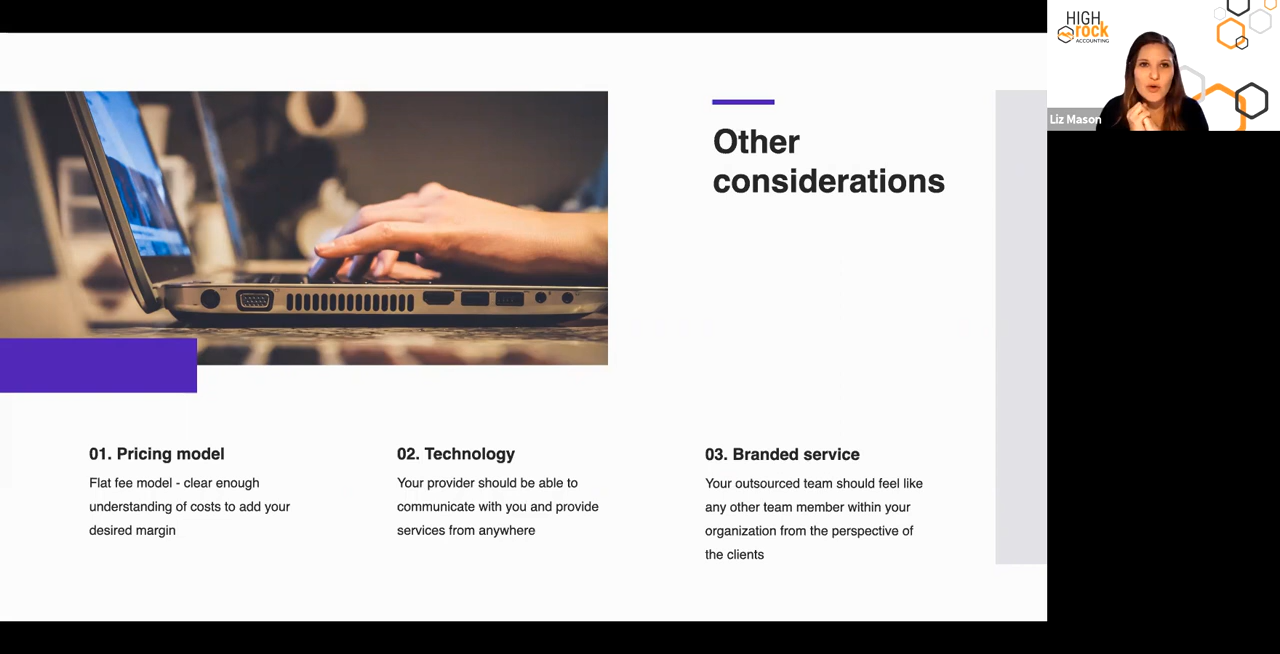 Other
considerations
01. Pricing model
Flat fee model - clear enough
understanding of costs to add your
desired margin
02. Technology
Your provider should be able to
communicate with you and provide
services from anywhere
03. Branded service
Your outsourced team should feel like
any other team member within your
organization from the perspective of
the clients
HIGH
rock
ACCOUNTING
Liz Mason